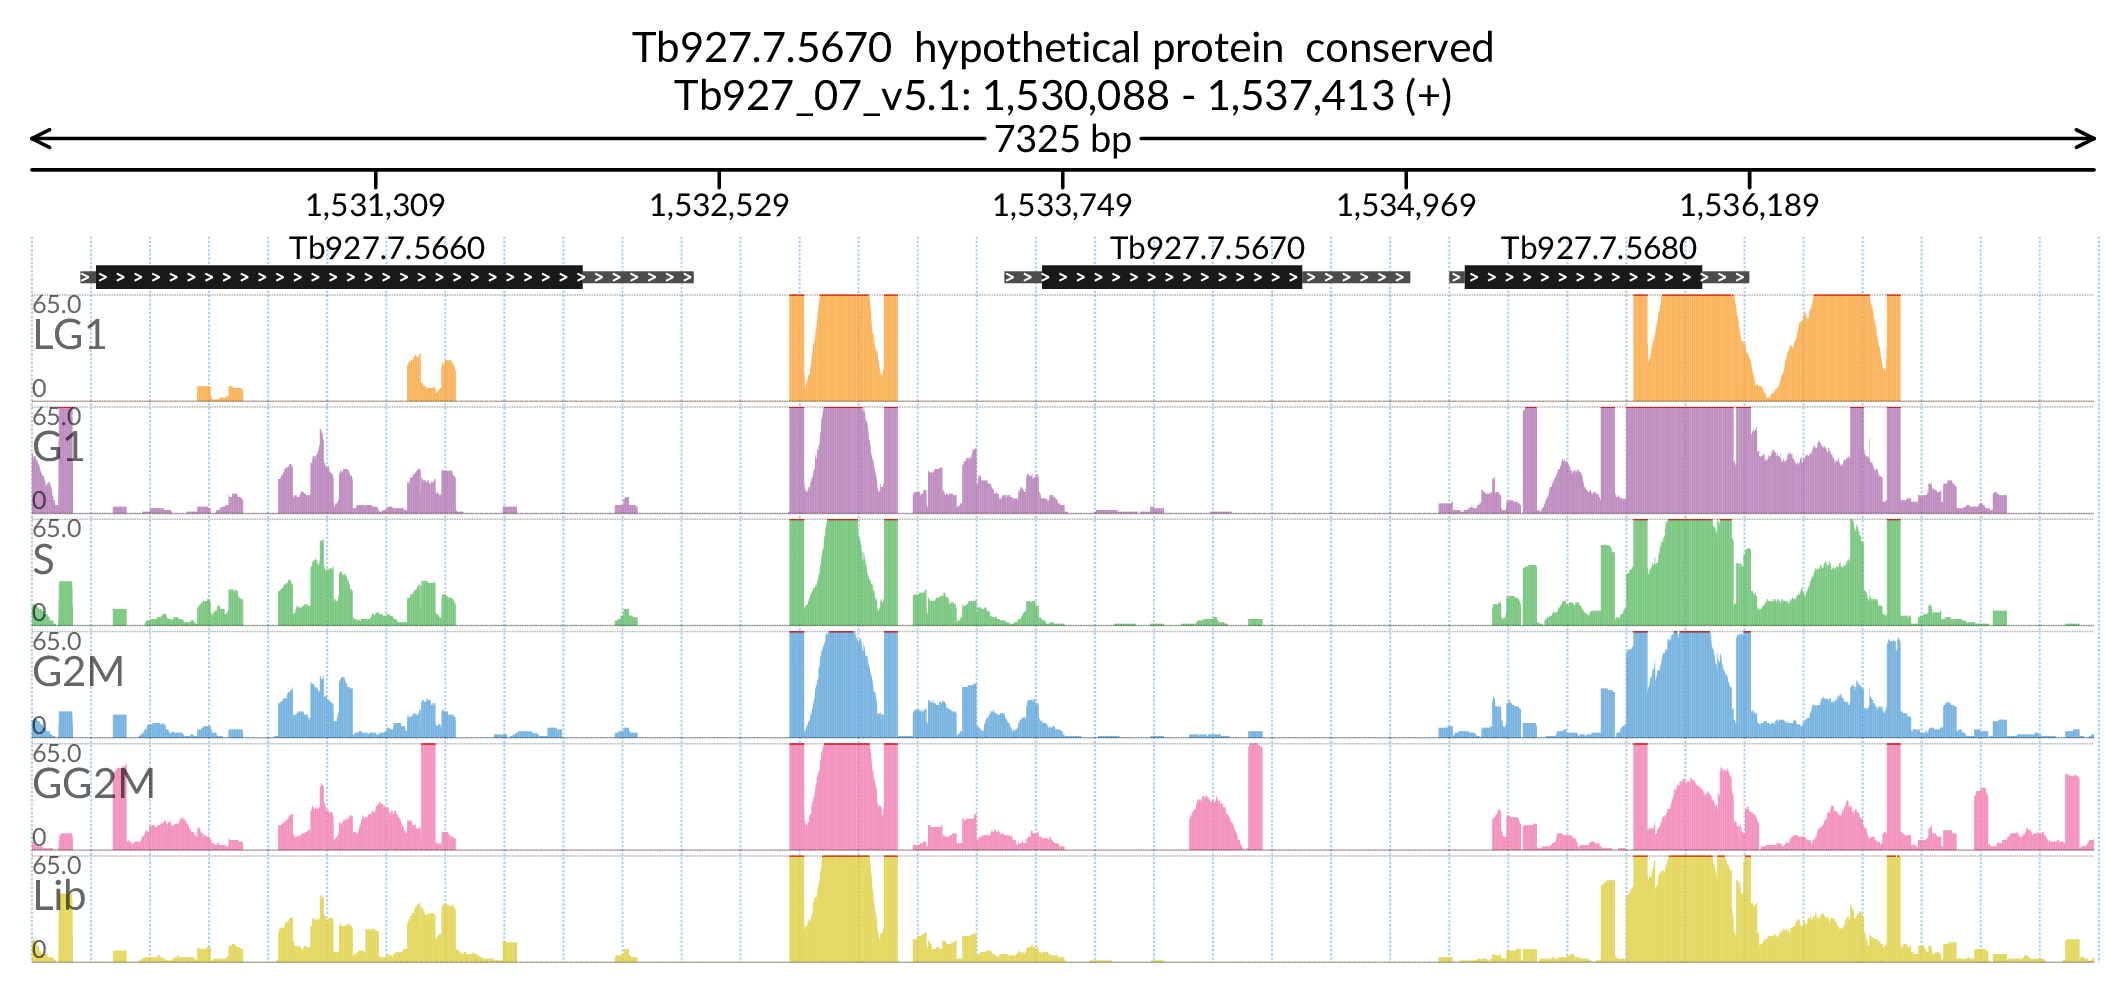 Tb927.7.5670 hypothetical protein conserved
Tb927_07_v5.1: 1,530,088 - 1,537,413 (+)
7325 bp
1,531,309 1,532,529 1,533,749 1,534,969 1,536,189
Tb927.7.5660 Tb927.7.5670 Tb927.7.5680
65.0
LG1
0
65.0
G1
0
65.0
S
0
65.0
G2M
0
65.0
GG2M
0
65.0
Lib
0